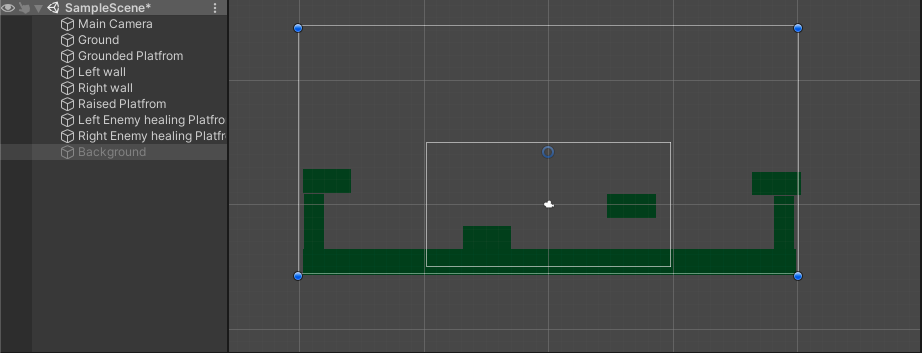 SampleScene*
Main Camera
Ground
Grounded Platfrom
Left wall
Right wall
Raised Platfrom
Left Enemy healing Platfro
Right Enemy healing Platfr
Background